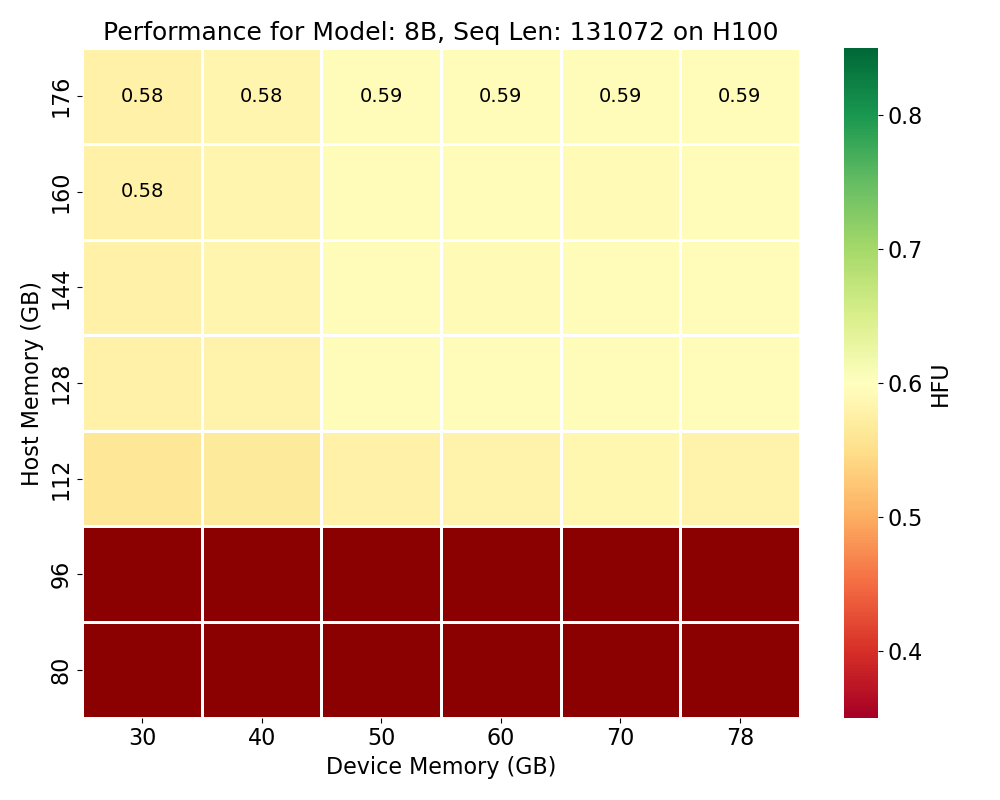 Performance for Model: 8B, Seq Len: 131072 on H100
176
0.58 0.58 0.59 0.59 0.59 0.59
160
0.58
144
128
112
96
80
Host Memory (GB)
30 40 50 60 70 78
Device Memory (GB)
0.8
0.7
0.6
0.5
0.4
HFU